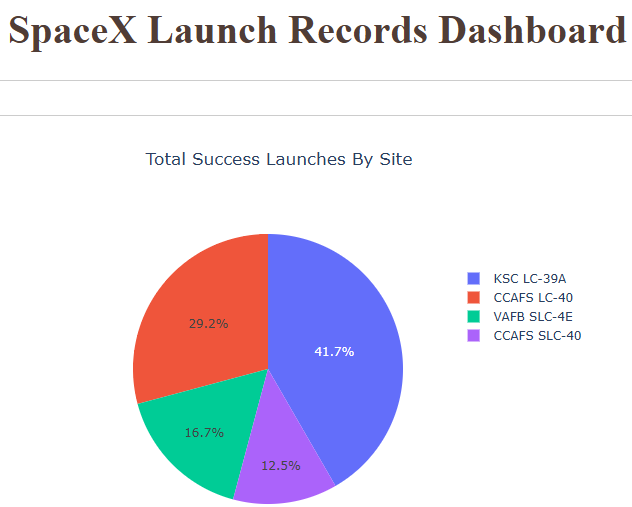 SpaceX Launch Records Dashboard
Total Success Launches By Site
KSC LC-39A
CCAFS LC-40
VAFB SLC-4E
CCAFS SLC-40
29.2%
41.7%
16.7%
12.5%